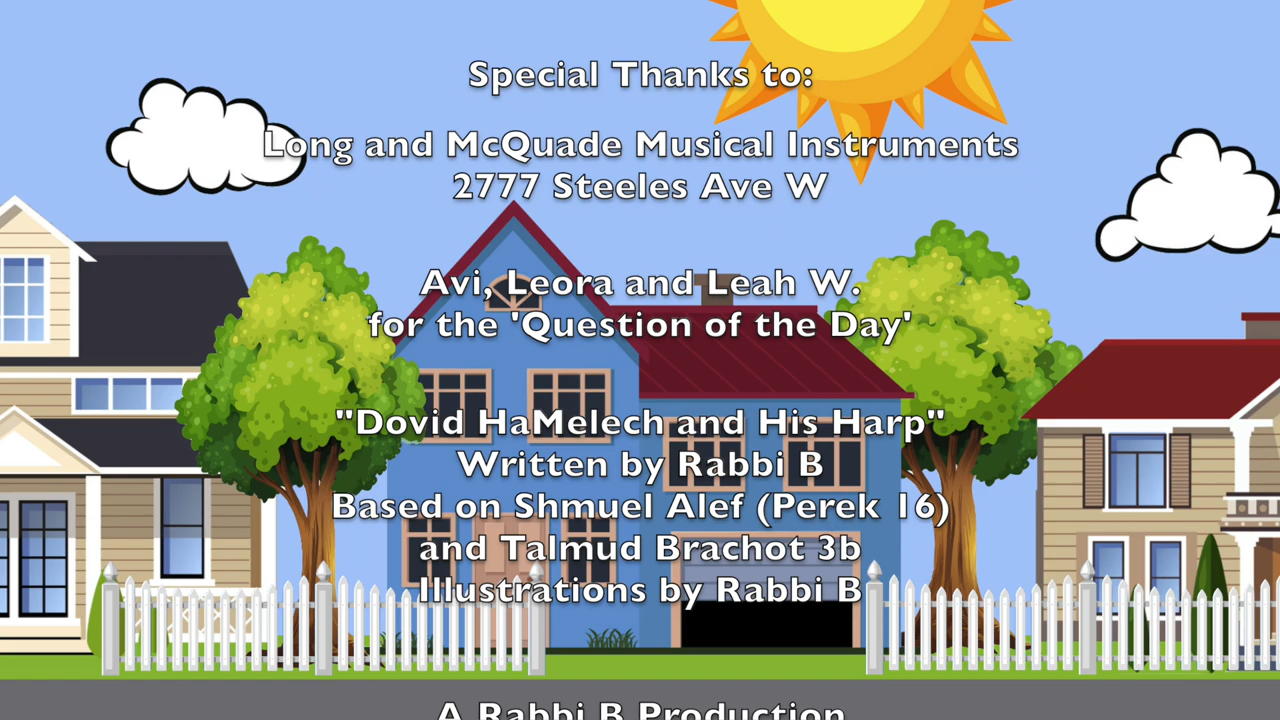 Special Thanks to:
Long and McQuade Musical Instruments
2777 Steeles Ave W
Avi, Leora and Leah W.
for the 'Question of the Day'
"Dovid HaMelech and His Harp"
Written by Rabbi B
Based on Shmuel Alef (Perek 16)
and Talmud Brachot 3b
Illustrations by Rabbi B
A Rabbi B Production